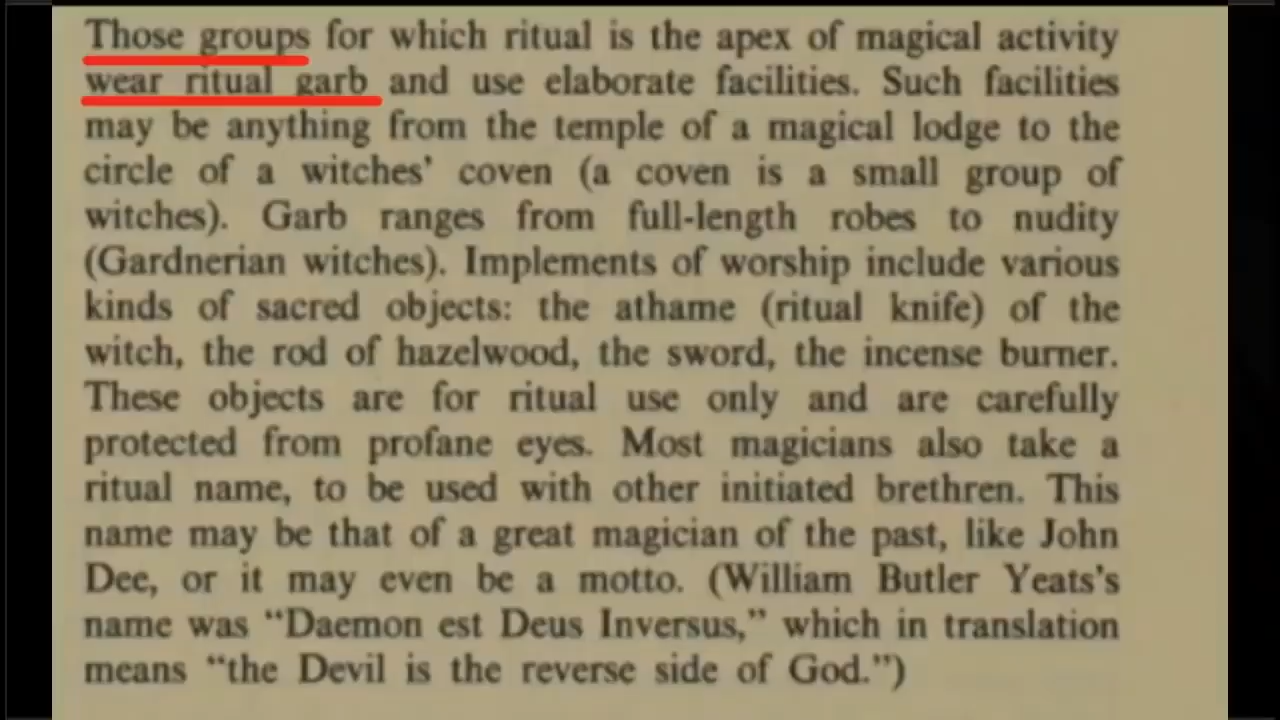 Those groups for which ritual is the apex of magical activity
wear ritual garb and use elaborate facilities. Such facilities
may be anything from the temple of a magical lodge to the
circle of a witches' coven (a coven is a small group of
witches). Garb ranges from full-length robes to nudity
(Gardnerian witches). Implements of worship include various
kinds of sacred objects: the athame (ritual knife) of the
witch, the rod of hazelwood, the sword, the incense burner.
These objects are for ritual use only and are carefully
protected from profane eyes. Most magicians also take a
ritual name, to be used with other initiated brethren. This
name may be that of a great magician of the past, like John
Dee, or it may even be a motto. (William Butler Yeats's
name was “Daemon est Deus Inversus,” which in translation
means “the Devil is the reverse side of God.”)